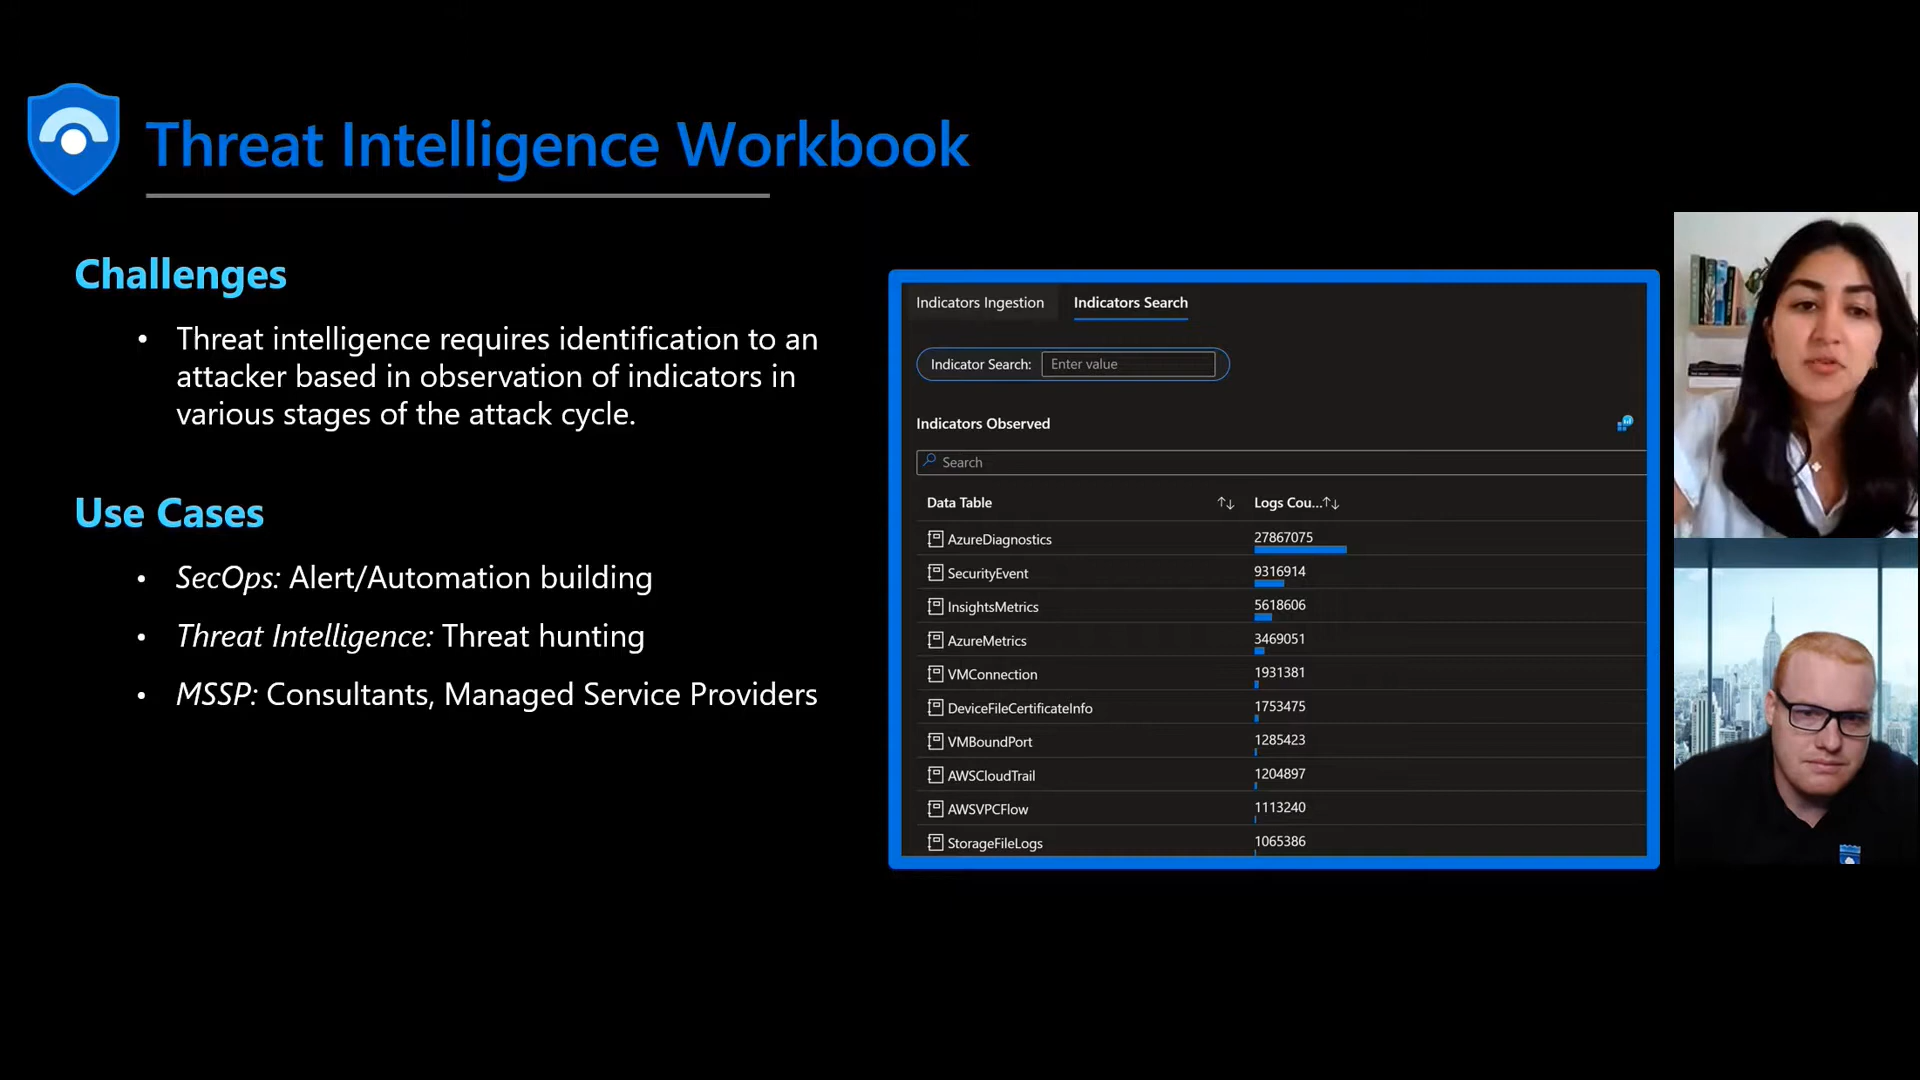 Threat Intelligence Workbook
Challenges
• Threat intelligence requires identification to an
attacker based in observation of indicators in
various stages of the attack cycle.
Use Cases
• SecOps: Alert/Automation building
• Threat Intelligence: Threat hunting
• MSSP: Consultants, Managed Service Providers
Indicators Ingestion Indicators Search
Indicator Search: Enter value
Indicators Observed
Search
Data Table Logs Cou...
AzureDiagnostics 27867075
SecurityEvent 9316914
InsightsMetrics 5618606
AzureMetrics 3469051
VMConnection 1931381
DeviceFileCertificateInfo 1753475
VMBoundPort 1285423
AWSCloudTrail 1204897
AWSVPCFlow 1113240
StorageFileLogs 1065386